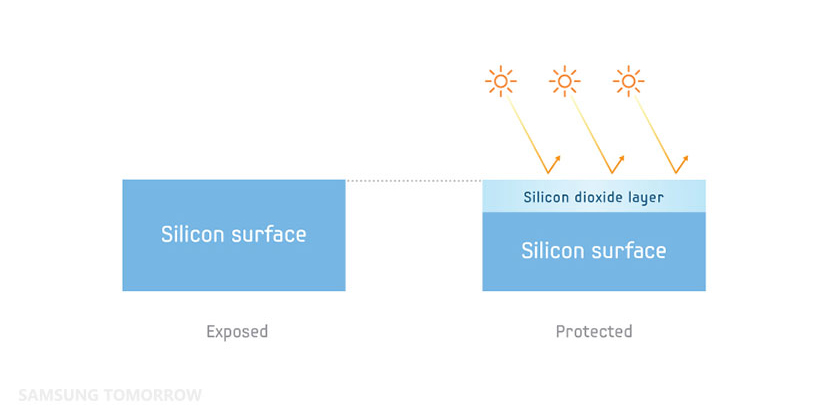 Silicon dioxide layer
Silicon surface
Silicon surface
Exposed
Protected
SAMSUNG TOMORROW